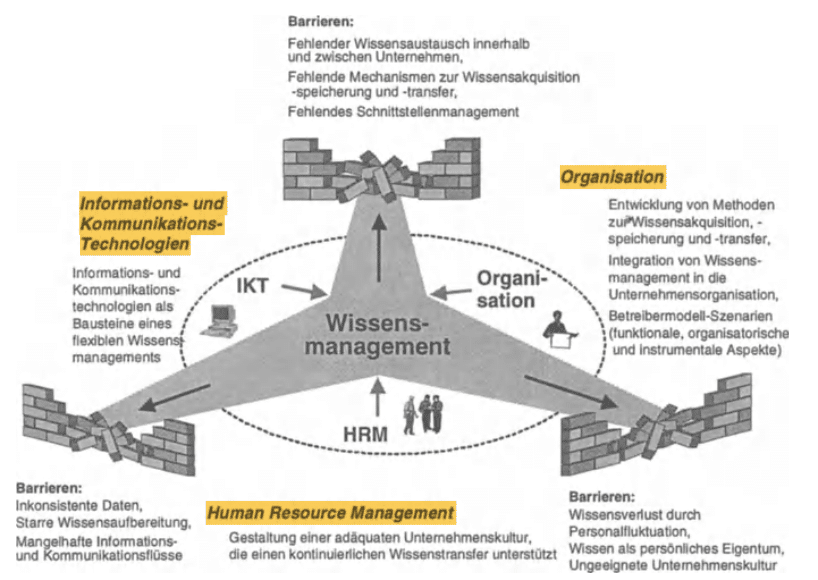 Barrieren:
Fehlender Wissensaustausch innerhalb
und zwischen Unternehmen,
Fehlende Mechanismen zur Wissensakquisition
-speicherung und -transfer,
Fehlendes Schnittstellenmanagement
Informations- und
Kommunikations-
Technologien
Informations- und
Kommunikations-
technologien als
Bausteine eines
flexiblen Wissens-
managements
Organisation
Entwicklung von Methoden
zur Wissensakquisition, -
speicherung und -transfer,
Integration von Wissens-
management in die
Unternehmensorganisation,
Betreibermodell-Szenarien
(funktionale, organisatorische
und instrumentale Aspekte)
IKT
Organi-
sation
Wissens-
management
HRM
Barrieren:
Inkonsistente Daten,
Starre Wissensaufbereitung,
Mangelhafte Informations-
und Kommunikationsflüsse
Human Resource Management
Gestaltung einer adäquaten Unternehmenskultur,
die einen kontinuierlichen Wissenstransfer unterstützt
Barrieren:
Wissensverlust durch
Personalfluktuation,
Wissen als persönliches Eigentum,
Ungeeignete Unternehmenskultur